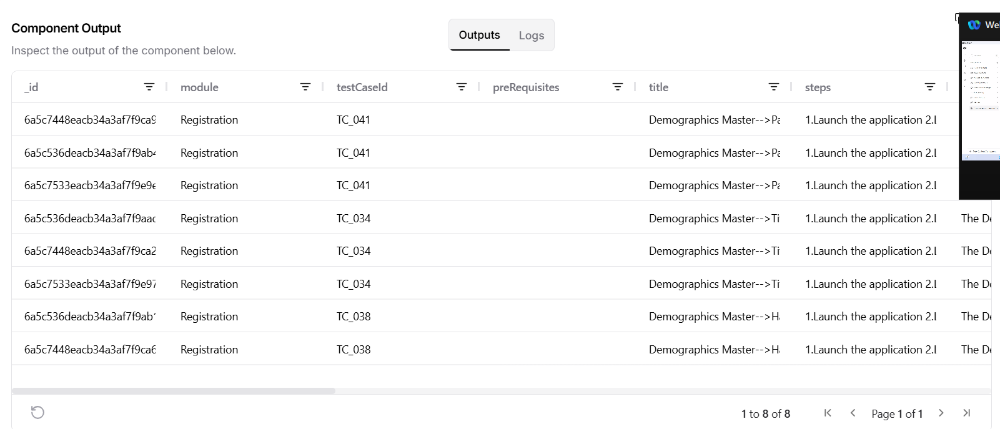 Component Output
Inspect the output of the component below.
Outputs Logs
_id module testCaseId preRequisites title steps
6a5c7448eacb34a3af7f9ca9 Registration TC_041 Demographics Master-->Pa 1.Launch the application 2.L
6a5c536deacb34a3af7f9ab4 Registration TC_041 Demographics Master-->Pa 1.Launch the application 2.L
6a5c7533eacb34a3af7f9e9e Registration TC_041 Demographics Master-->Pa 1.Launch the application 2.L
6a5c536deacb34a3af7f9aac Registration TC_034 Demographics Master-->Ti 1.Launch the application 2.L The De
6a5c7448eacb34a3af7f9ca2 Registration TC_034 Demographics Master-->Ti 1.Launch the application 2.L The De
6a5c7533eacb34a3af7f9e97 Registration TC_034 Demographics Master-->Ti 1.Launch the application 2.L The De
6a5c536deacb34a3af7f9ab1 Registration TC_038 Demographics Master-->Ha 1.Launch the application 2.L The De
6a5c7448eacb34a3af7f9ca6 Registration TC_038 Demographics Master-->Ha 1.Launch the application 2.L The De
1 to 8 of 8 Page 1 of 1